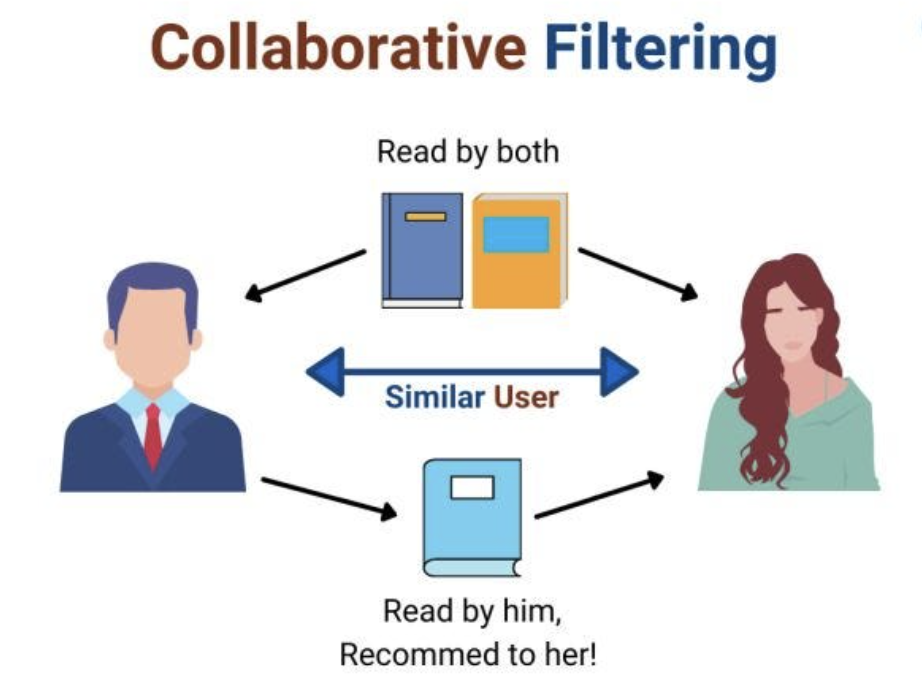 Collaborative Filtering
Read by both
Similar User
Read by him,
Recommed to her!